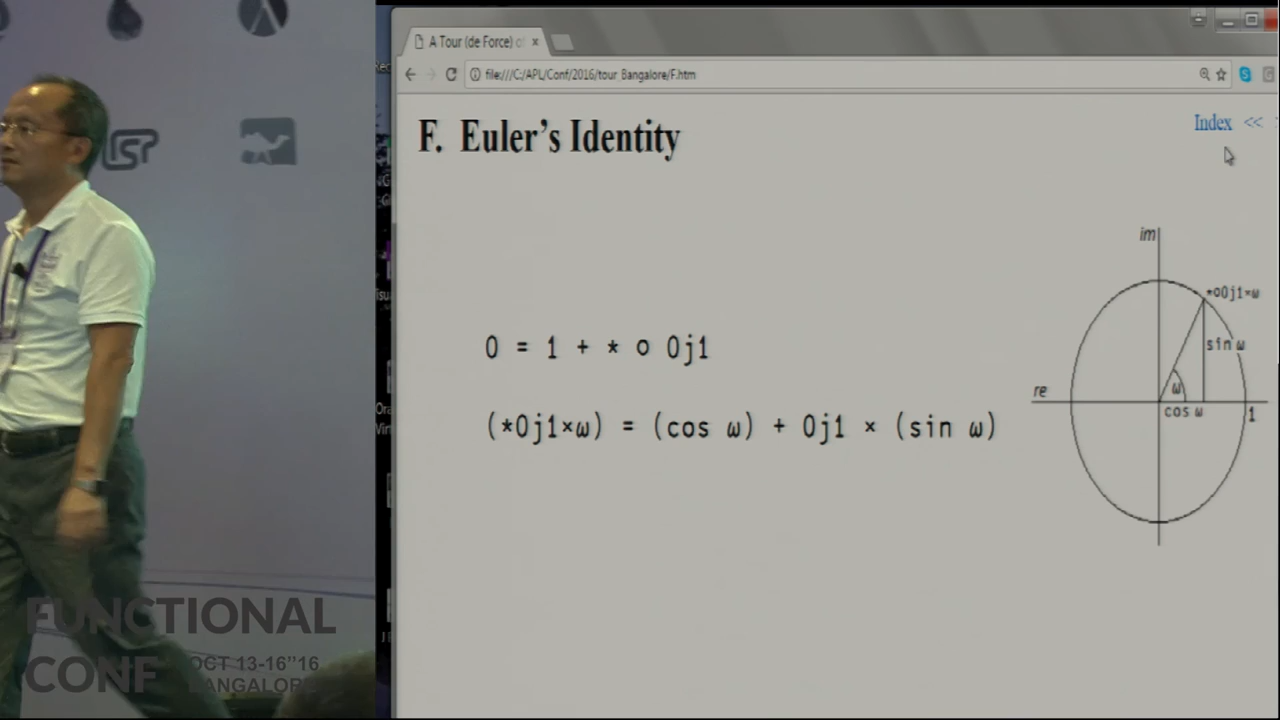 A Tour (de Force) of
file:///C:/APL/Conf/2016/tour Bangalore/F.htm
F. Euler's Identity
Index <<
0 = 1 + * ○ 0j1
(*0j1×ω) = (cos ω) + 0j1 × (sin ω)
im
*○0j1×ω
sin ω
re
ω
cos ω
1
FUNCTIONAL
CONF
OCT 13-16"16
BANGALORE